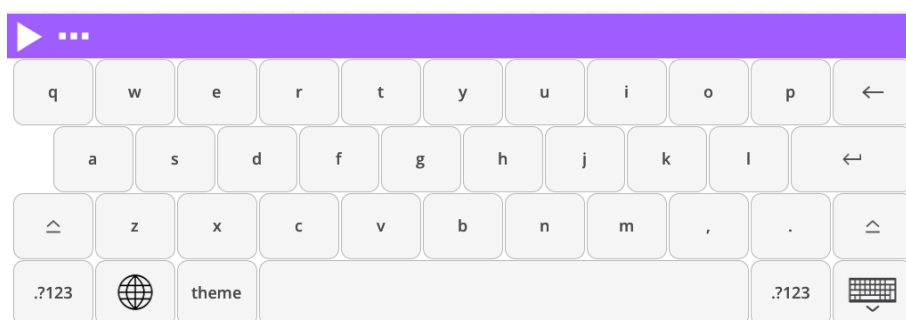 q w e r t y u i o p
a s d f g h j k l
z x c v b n m , .
.?123 theme .?123